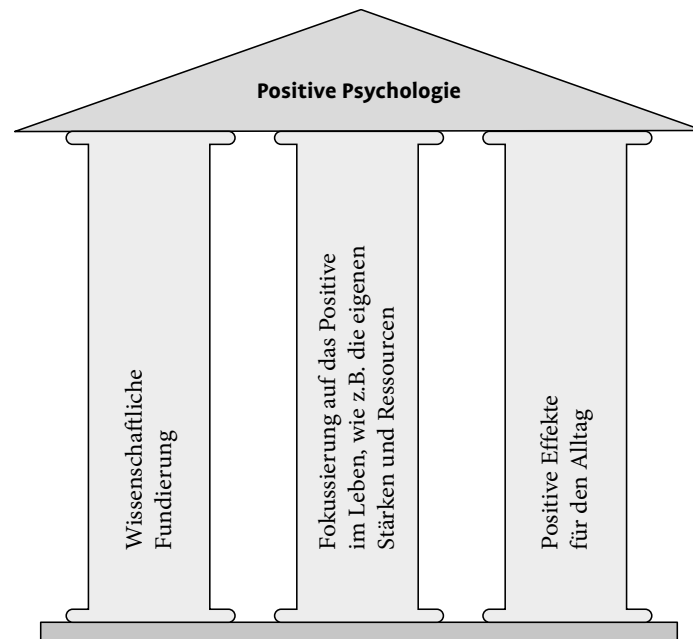 Positive Psychologie
Wissenschaftliche
Fundierung
Fokussierung auf das Positive
im Leben, wie z.B. die eigenen
Stärken und Ressourcen
Positive Effekte
für den Alltag